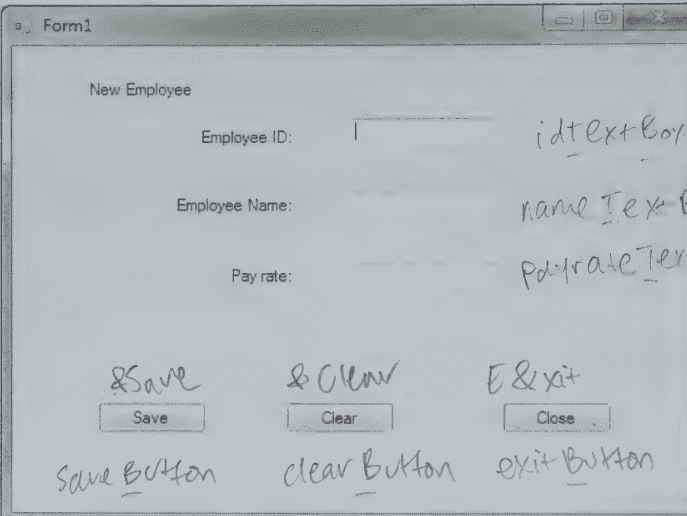 Form1
New Employee
Employee ID: idtextBox
Employee Name: nameTextB
Pay rate: payrateTex
&Save &Clear E&xit
Save Clear Close
saveButton clearButton exitButton